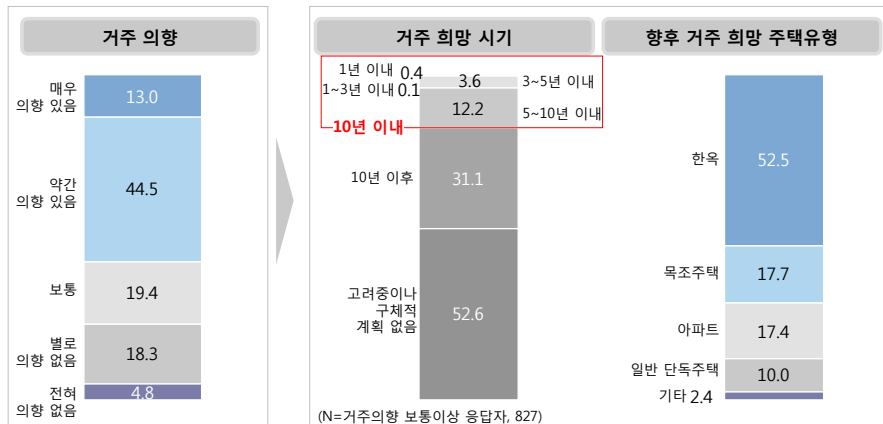 거주 의향
매우
의향 있음
13.0
약간
의향 있음
44.5
보통
19.4
별로
의향 없음
18.3
전혀
의향 없음
4.8
거주 희망 시기
1년 이내 0.4
1~3년 이내 0.1
3.6
3~5년 이내
12.2
5~10년 이내
10년 이내
10년 이후
31.1
고려중이나
구체적
계획 없음
52.6
(N=거주의향 보통이상 응답자, 827)
향후 거주 희망 주택유형
한옥
52.5
목조주택
17.7
아파트
17.4
일반 단독주택
10.0
기타 2.4